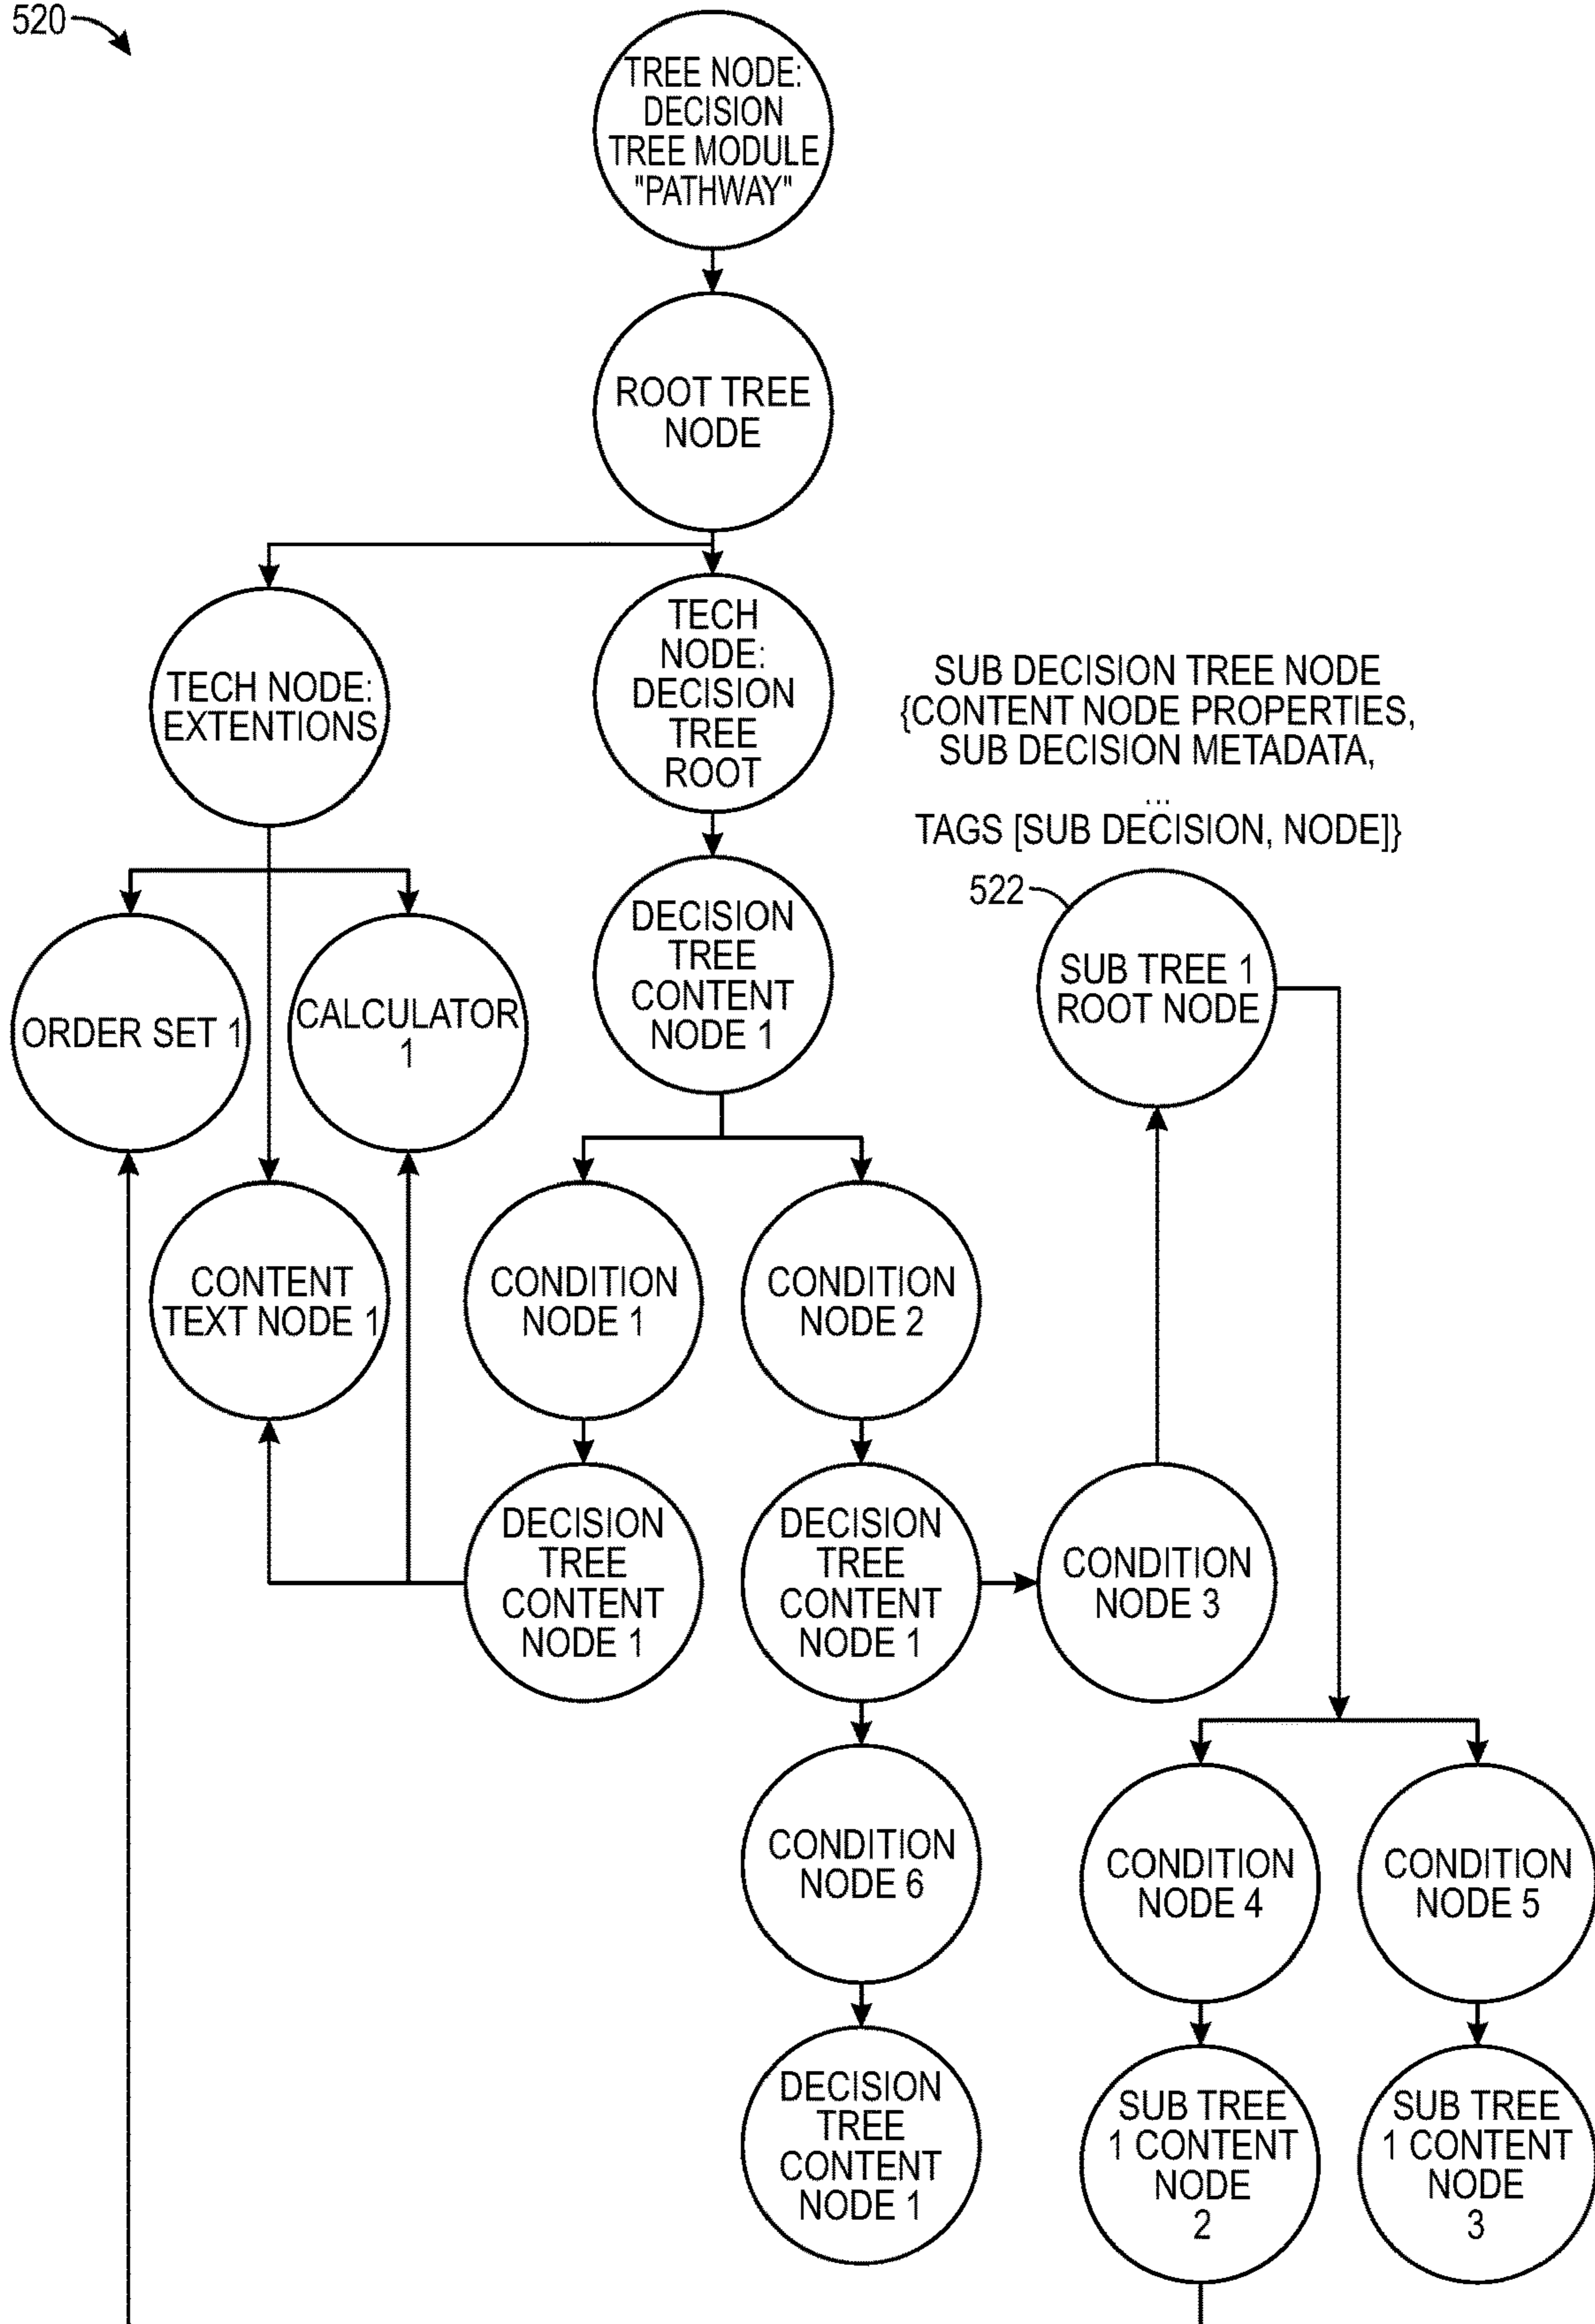 520
TREE NODE:
DECISION
TREE MODULE
"PATHWAY"
ROOT TREE
NODE
TECH NODE:
EXTENTIONS
TECH
NODE:
DECISION
TREE
ROOT
SUB DECISION TREE NODE
{CONTENT NODE PROPERTIES,
SUB DECISION METADATA,
...
TAGS [SUB DECISION, NODE]}
522
ORDER SET 1
CALCULATOR
1
DECISION
TREE
CONTENT
NODE 1
SUB TREE 1
ROOT NODE
CONTENT
TEXT NODE 1
CONDITION
NODE 1
CONDITION
NODE 2
DECISION
TREE
CONTENT
NODE 1
DECISION
TREE
CONTENT
NODE 1
CONDITION
NODE 3
CONDITION
NODE 6
CONDITION
NODE 4
CONDITION
NODE 5
DECISION
TREE
CONTENT
NODE 1
SUB TREE
1 CONTENT
NODE
2
SUB TREE
1 CONTENT
NODE
3